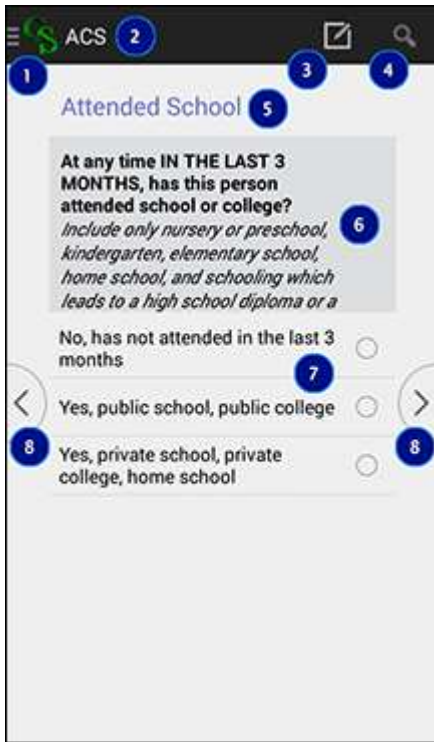 CS ACS 2
1 3 4
Attended School 5
At any time IN THE LAST 3
MONTHS, has this person
attended school or college?
Include only nursery or preschool, 6
kindergarten, elementary school,
home school, and schooling which
leads to a high school diploma or a
No, has not attended in the last 3
months
7
Yes, public school, public college
8 8
Yes, private school, private
college, home school